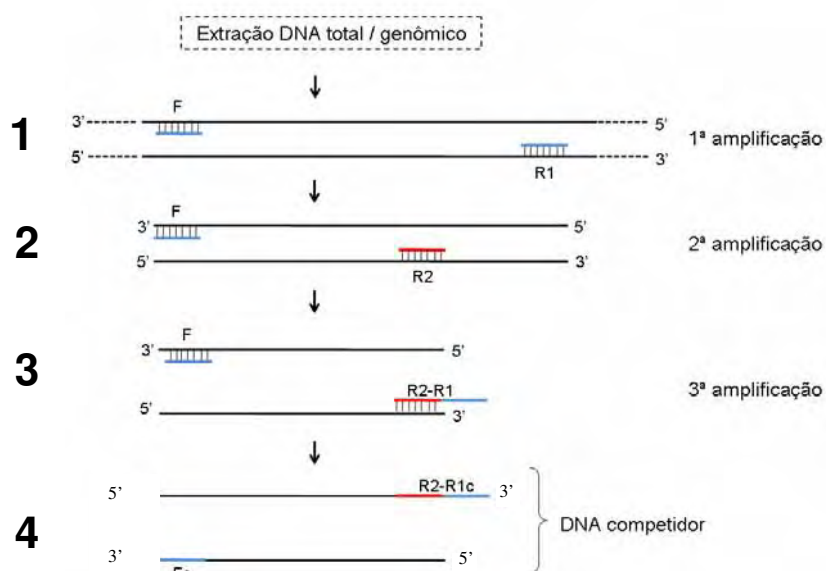 Extração DNA total / genômico
F
1
3'
5'
1ª amplificação
5'
3'
R1
F
3'
5'
2
2ª amplificação
5'
3'
R2
F
3'
5'
3
R2-R1
3ª amplificação
5'
3'
R2-R1c
5'
3'
4
DNA competidor
3'
5'